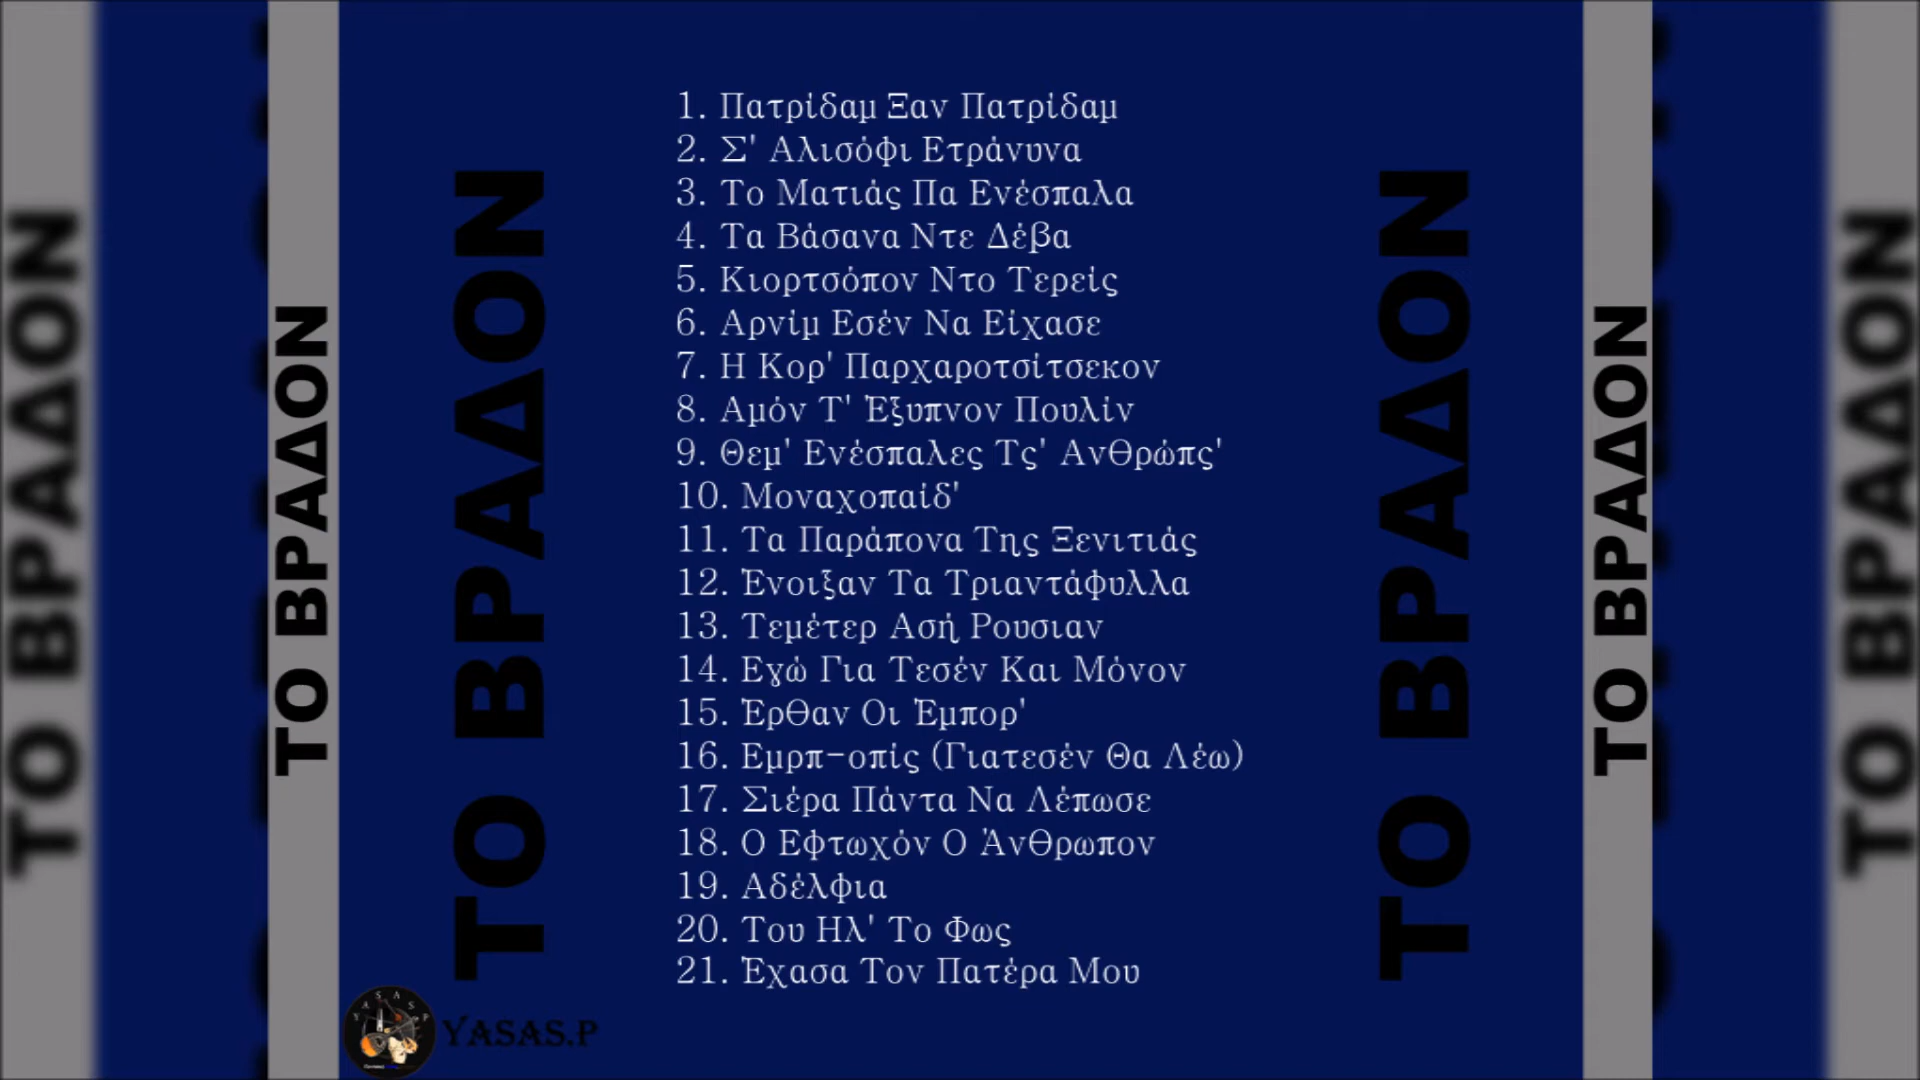 ΤΟ ΒΡΑΔΟΝ
ΤΟ ΒΡΑΔΟΝ
ΤΟ ΒΡΑΔΟΝ
1. Πατρίδαμ Ξαν Πατρίδαμ
2. Σ' Αλισόφι Ετράνυνα
3. Το Ματιάς Πα Ενέσπαλα
4. Τα Βάσανα Ντε Δέβα
5. Κιορτσόπον Ντο Τερείς
6. Αρνίμ Εσέν Να Είχασε
7. Η Κορ' Παρχαροτσίτσεκον
8. Αμόν Τ' Έξυπνον Πουλίν
9. Θεμ' Ενέσπαλες Τς' Ανθρώπς'
10. Μοναχοπαίδ'
11. Τα Παράπονα Της Ξενιτιάς
12. Ένοιξαν Τα Τριαντάφυλλα
13. Τεμέτερ Ασή Ρουσιαν
14. Εγώ Για Τεσέν Και Μόνον
15. Έρθαν Οι Έμπορ'
16. Εμρπ-οπίς (Γιατεσέν Θα Λέω)
17. Σιέρα Πάντα Να Λέπωσε
18. Ο Εφτωχόν Ο Άνθρωπον
19. Αδέλφια
20. Του Ηλ' Το Φως
21. Έχασα Τον Πατέρα Μου
ΤΟ ΒΡΑΔΟΝ
ΤΟ ΒΡΑΔΟΝ
ΤΟ ΒΡΑΔΟΝ
YASAS P
YASAS.P